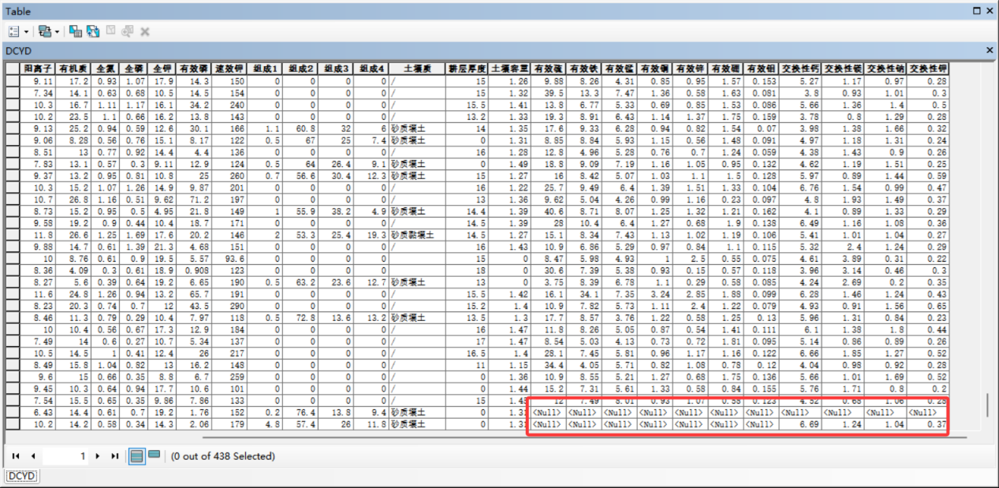 Table
DCYD
阳离子 有机质 全氮 全磷 全钾 有效磷 速效钾 组成1 组成2 组成3 组成4 土壤质 耕层厚度 土壤容重 有效硫 有效铁 有效锰 有效铜 有效锌 有效硼 有效钼 交换性钙 交换性镁 交换性钠 交换性钾
9.11 17.2 0.93 1.07 17.9 14.3 150 0 0 0 0 / 15 1.26 9.88 8.26 4.31 0.85 0.95 1.57 0.153 5.27 1.17 0.97 0.28
7.34 14.1 0.63 0.68 10.5 14.5 154 0 0 0 0 / 15 1.32 39.5 13.3 7.47 1.36 0.58 1.63 0.081 3.8 0.93 1.01 0.3
10.3 16.7 1.11 1.17 16.1 34.2 240 0 0 0 0 / 15.5 1.41 13.8 6.77 5.33 0.69 0.85 1.53 0.086 5.66 1.36 1.4 0.5
10.2 23.5 1.1 0.66 16.2 13.8 143 0 0 0 0 / 13.2 1.33 19.3 8.91 6.43 1.14 1.37 1.75 0.159 3.78 0.8 1.29 0.28
9.13 25.2 0.94 0.59 12.6 30.1 166 1.1 60.8 32 6 砂质壤土 14 1.35 17.6 9.33 6.28 0.94 0.82 1.54 0.07 3.98 1.38 1.66 0.32
9.06 8.28 0.56 0.76 15.1 8.17 122 0.5 67 25 7.4 砂质壤土 0 1.31 8.85 8.84 5.93 1.15 0.56 1.48 0.091 4.97 1.18 1.31 0.24
8.51 13 0.77 0.92 14.4 4.4 136 0 0 0 0 / 16 1.28 12.8 4.96 5.28 0.76 0.7 1.24 0.059 4.38 1.43 0.9 0.26
7.83 13.1 0.57 0.3 9.11 12.9 124 0.5 64 26.4 9.1 砂质壤土 0 1.49 18.8 9.09 7.19 1.16 1.05 0.95 0.132 4.62 1.19 1.51 0.25
9.37 13.2 0.95 0.81 10.8 25 260 0.7 56.6 30.4 12.3 砂质壤土 15 1.27 16 8.42 5.07 1.03 1.1 1.5 0.128 5.97 0.89 1.44 0.59
10.3 15.2 1.07 1.26 14.9 9.87 201 0 0 0 0 / 16 1.22 25.7 9.49 6.4 1.39 1.51 1.33 0.104 6.76 1.54 0.99 0.47
10.7 26.8 1.16 0.51 9.62 71.2 197 0 0 0 0 / 13 1.36 9.62 5.04 4.26 0.99 1.16 0.23 0.097 4.8 1.93 1.49 0.37
8.73 15.2 0.95 0.5 4.95 21.8 149 1 55.9 38.2 4.9 砂质壤土 14.4 1.39 40.6 8.71 8.07 1.25 1.32 1.21 0.162 4.1 0.89 1.33 0.29
9.58 19.2 0.9 0.44 10.4 18.7 171 0 0 0 0 / 14.5 1.39 28 10.4 6.4 1.27 0.68 1.9 0.138 6.49 1.16 1.08 0.36
11.8 26.6 1.25 1.69 17.6 20.2 146 2 53.3 25.4 19.3 砂质黏壤土 14.5 1.27 15.1 8.34 7.43 1.13 1.02 1.19 0.106 5.41 1.01 1.04 0.27
9.88 14.7 0.61 1.39 21.3 4.68 151 0 0 0 0 / 16 1.43 10.9 6.86 5.29 0.97 0.84 1.1 0.115 5.32 2.4 1.24 0.29
10 8.76 0.61 0.9 19.5 5.57 93.6 0 0 0 0 15 0 8.47 5.98 4.93 1 2.5 0.55 0.075 4.61 3.89 0.31 0.22
8.36 4.09 0.3 0.61 18.9 0.908 123 0 0 0 0 18 0 30.6 7.39 5.38 0.93 0.15 0.57 0.118 3.96 3.14 0.46 0.3
8.27 5.6 0.39 0.64 19.2 6.65 190 0.5 63.2 23.6 12.7 砂质壤土 13 0 3.75 8.39 6.78 1.1 0.29 0.58 0.085 4.24 2.69 0.2 0.35
11.6 24.8 1.26 0.94 13.2 65.7 191 0 0 0 0 / 15.5 1.42 16.1 34.1 7.35 3.24 2.85 1.88 0.099 6.28 1.46 1.24 0.43
8.23 20.3 0.74 0.7 12 43.5 290 0 0 0 0 / 15.2 1.4 10.9 7.82 5.73 1.11 2.4 1.22 0.079 4.93 0.91 1.56 0.65
8.46 11.3 0.79 0.29 10.4 7.97 118 0.5 72.8 13.6 13.2 砂质壤土 13.5 1.3 17.7 8.57 3.76 1.22 0.58 1.25 0.13 5.96 1.31 0.84 0.23
10 10.4 0.56 0.67 17.3 12.9 184 0 0 0 0 / 16 1.47 11.8 8.26 5.05 0.87 0.54 1.41 0.111 6.1 1.38 1.8 0.44
7.49 14 0.6 0.27 10.7 5.34 137 0 0 0 0 / 17 1.47 8.54 5.03 4.13 0.73 0.72 1.81 0.095 5.14 0.86 0.89 0.26
10.5 14.5 1 0.41 12.4 26 217 0 0 0 0 / 16.5 1.4 28.1 7.45 5.81 0.96 1.17 1.16 0.122 6.66 1.85 1.27 0.52
8.49 15.8 1.04 0.82 13 16.2 148 0 0 0 0 / 11 1.15 34.4 4.05 5.71 0.82 1.08 0.78 0.12 4.04 0.98 0.92 0.28
9.6 15 0.66 0.35 8.8 6.7 259 0 0 0 0 / 0 1.36 10.9 8.55 5.21 1.27 0.68 1.75 0.136 5.66 1.01 1.69 0.52
9.45 10.3 0.64 0.94 17.7 10.6 101 0 0 0 0 / 0 1.44 15.2 7.31 5.61 1.33 0.58 0.84 0.155 5.76 1.71 0.8 0.2
7.54 15.5 0.65 0.35 9.86 7.86 133 0 0 0 0 / 15 1.45 12 7.49 8.01 0.93 1.07 0.58 0.123 4.52 0.68 1.06 0.28
6.43 14.4 0.61 0.7 19.2 1.76 152 0.2 76.4 13.8 9.4 砂质壤土 0 1.31 <Null> <Null> <Null> <Null> <Null> <Null> <Null> <Null> <Null> <Null> <Null>
10.2 14.2 0.58 0.34 14.3 2.06 179 4.8 57.4 26 11.8 砂质壤土 0 1.31 <Null> <Null> <Null> <Null> <Null> <Null> <Null> 6.69 1.24 1.04 0.37
1 (0 out of 438 Selected)
DCYD